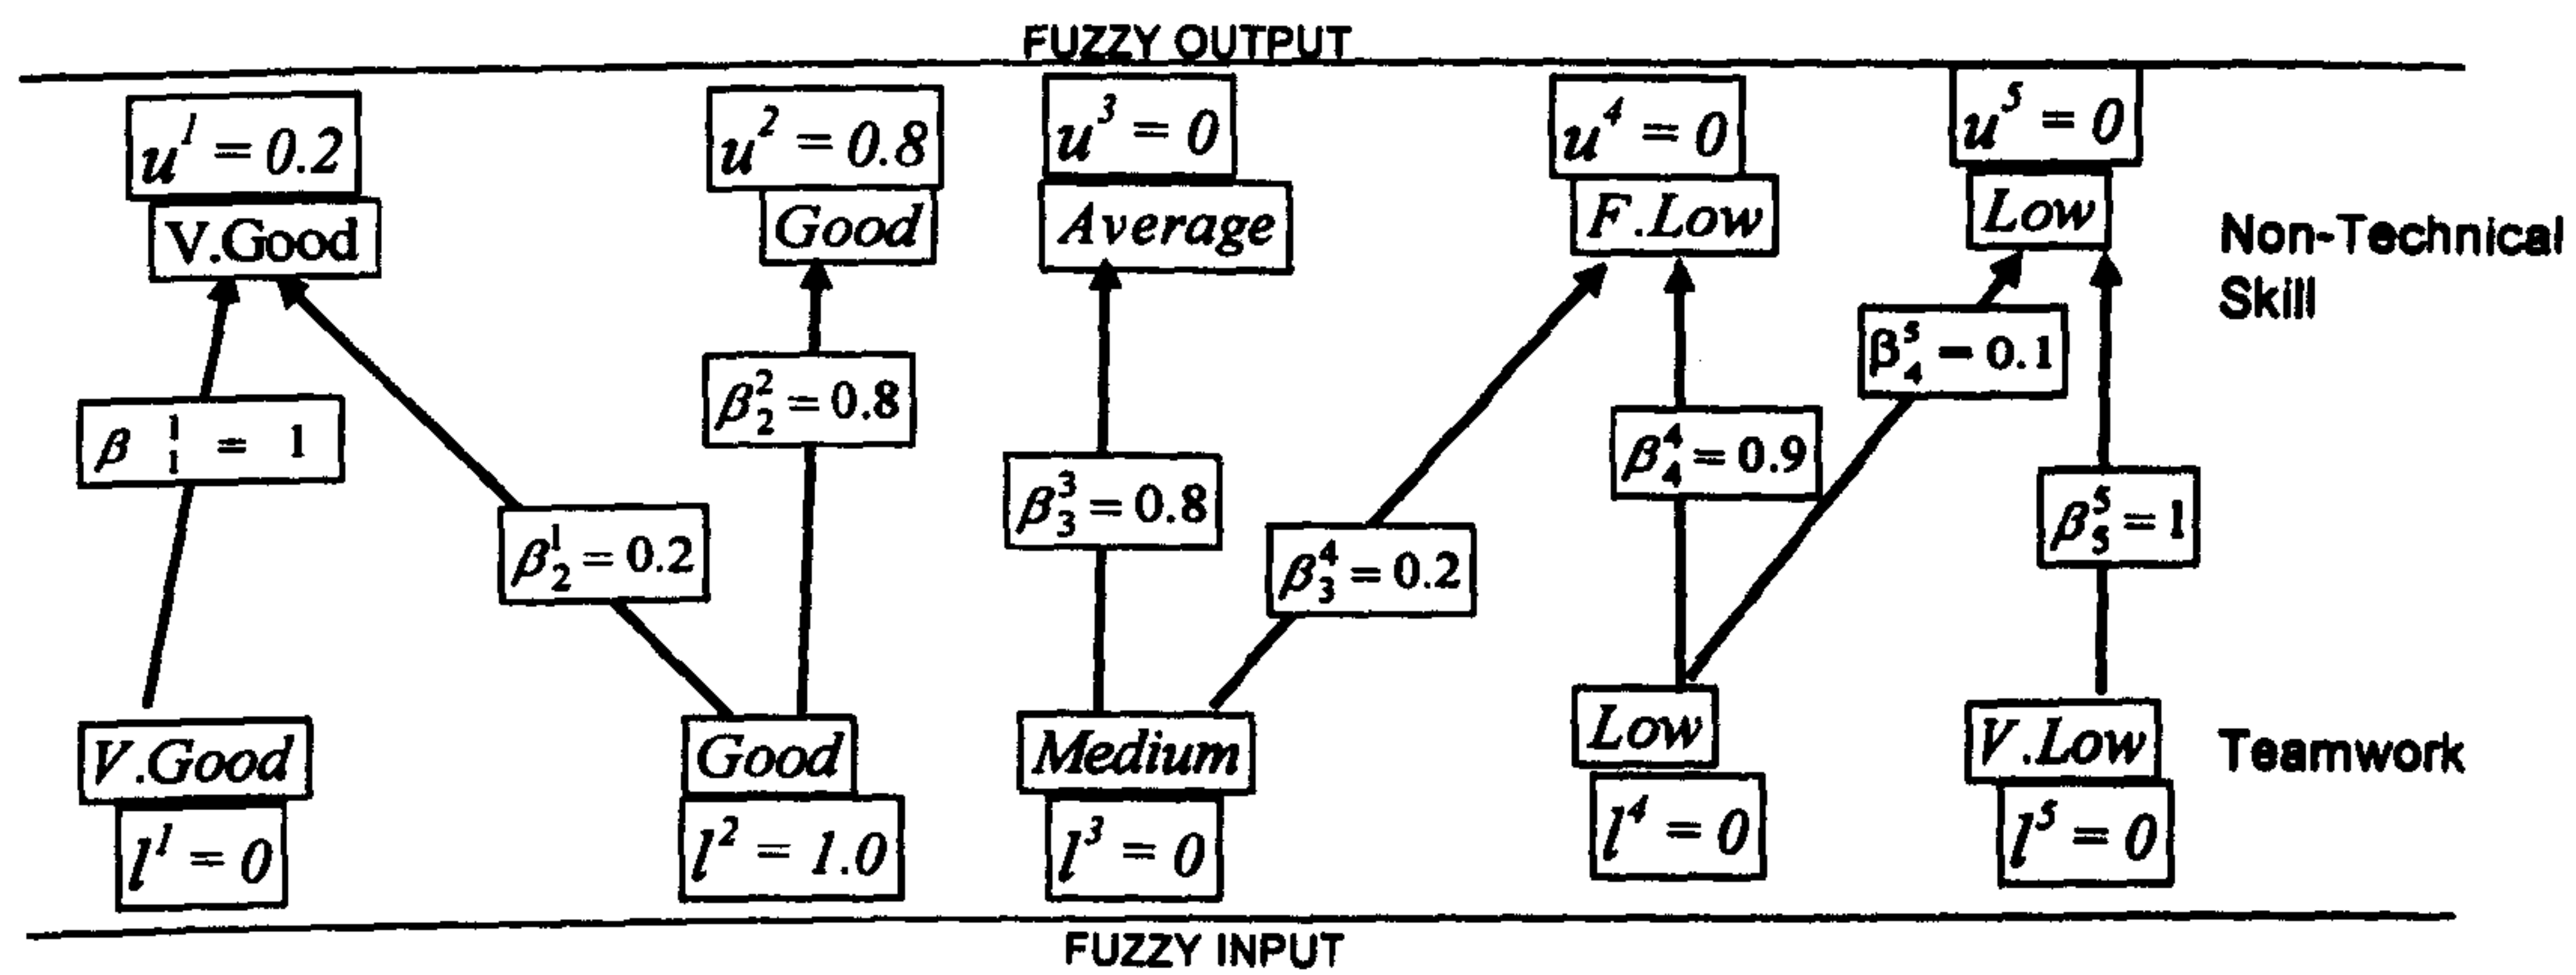 FUZZY OUTPUT
u^1 = 0.2
u^2 = 0.8
u^3 = 0
u^4 = 0
u^5 = 0
V.Good
Good
Average
F.Low
Low
Non-Technical
Skill
β^1_1 = 1
β^1_2 = 0.2
β^2_2 = 0.8
β^3_3 = 0.8
β^4_3 = 0.2
β^4_4 = 0.9
β^5_4 = 0.1
β^5_5 = 1
V.Good
Good
Medium
Low
V.Low
Teamwork
l^1 = 0
l^2 = 1.0
l^3 = 0
l^4 = 0
l^5 = 0
FUZZY INPUT